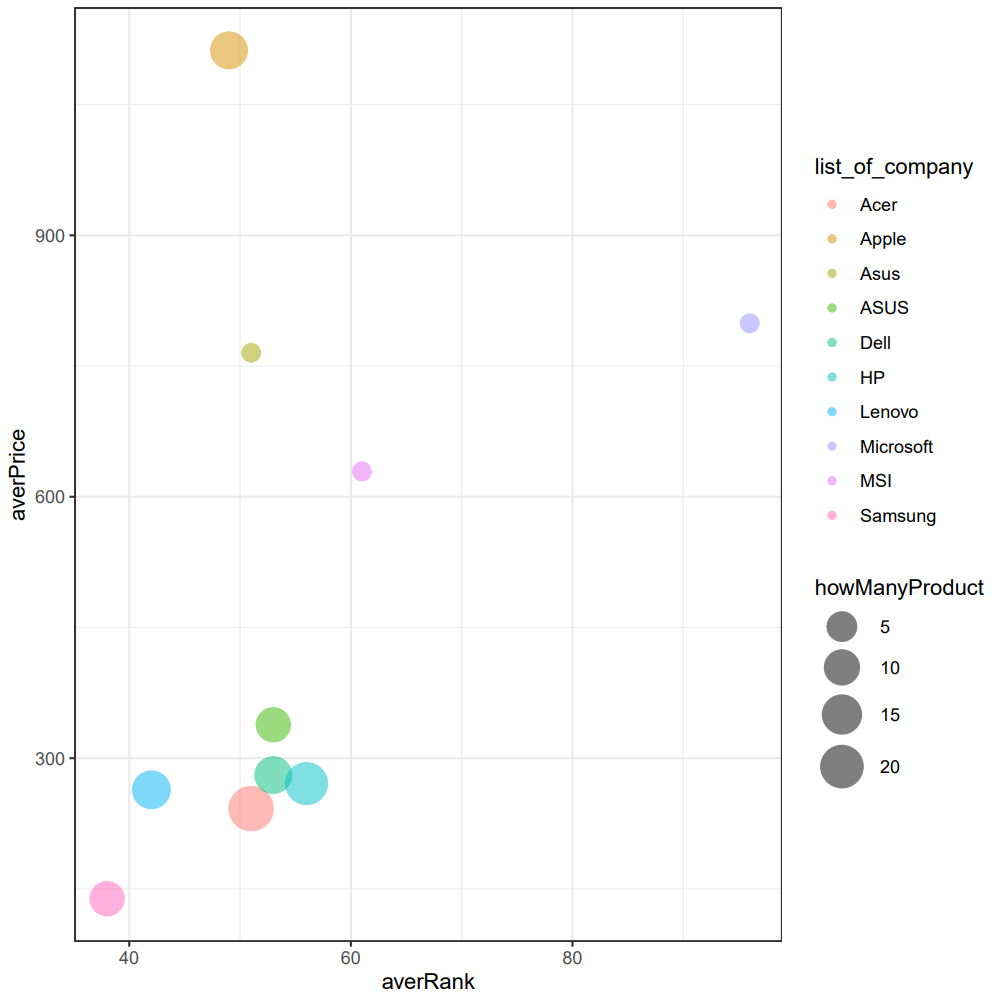 900
600
300
averPrice
40
60
80
averRank
list_of_company
Acer
Apple
Asus
ASUS
Dell
HP
Lenovo
Microsoft
MSI
Samsung
howManyProduct
5
10
15
20